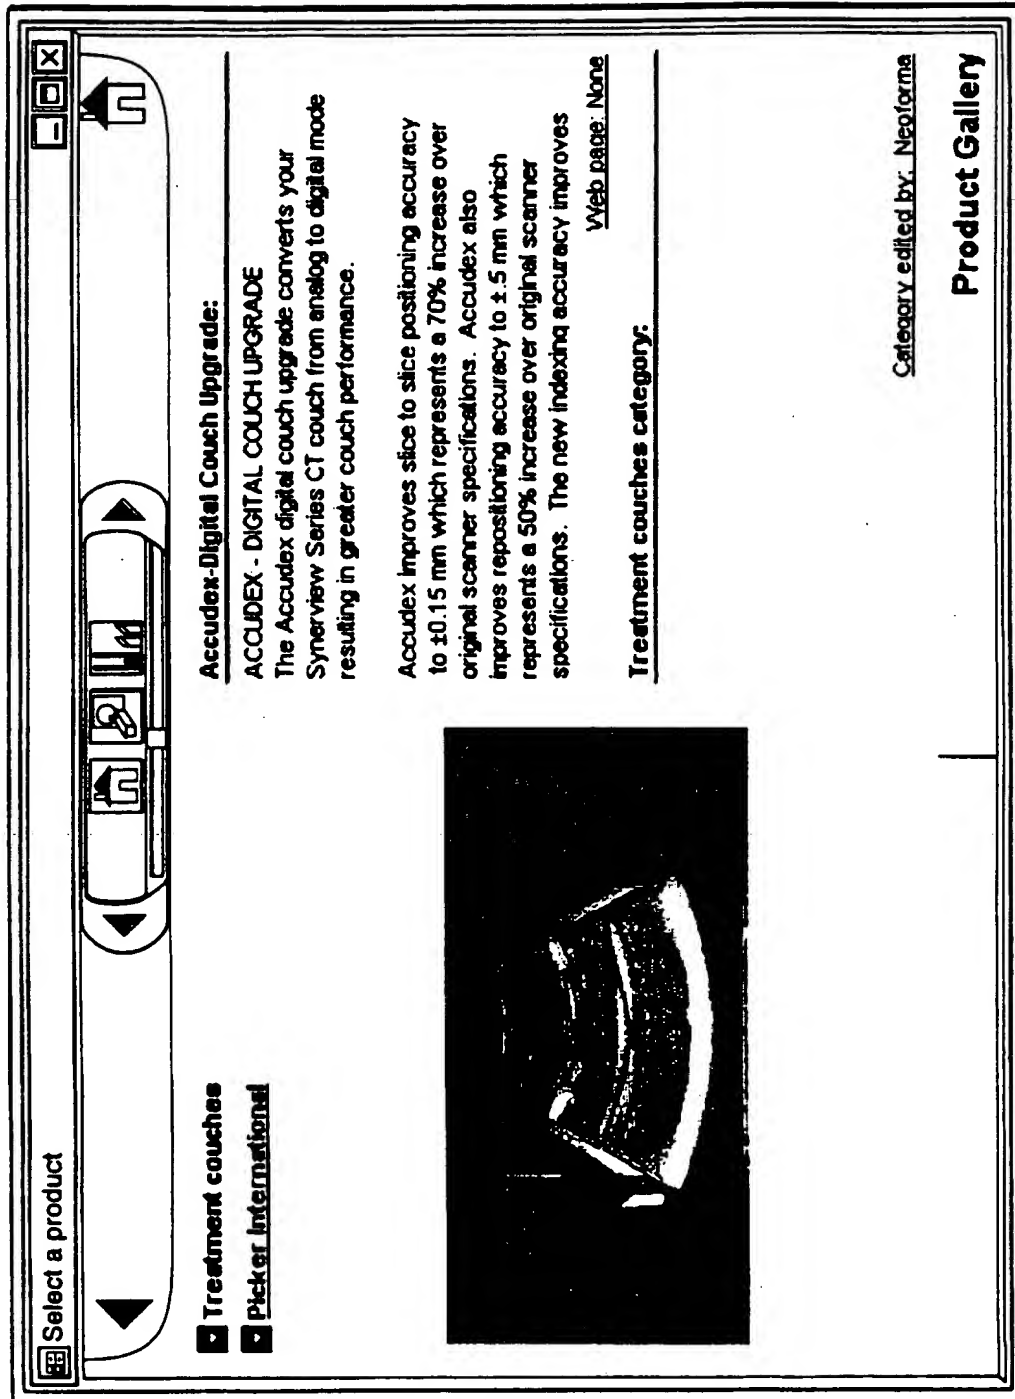 Select a product
Treatment couches
Picker International
Accudex-Digital Couch Upgrade:
ACCUDEX - DIGITAL COUCH UPGRADE
The Accudex digital couch upgrade converts your
Synerview Series CT couch from analog to digital mode
resulting in greater couch performance.
Accudex improves slice to slice positioning accuracy
to ±0.15 mm which represents a 70% increase over
original scanner specifications. Accudex also
improves repositioning accuracy to ±.5 mm which
represents a 50% increase over original scanner
specifications. The new indexing accuracy improves
Web page: None
Treatment couches category:
Category edited by: Neoforma
Product Gallery